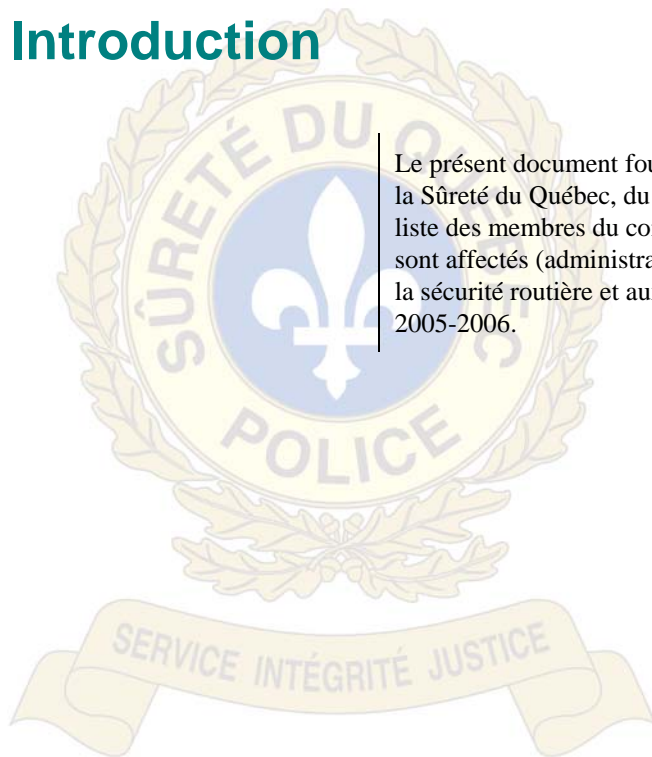 Introduction
SÛRETÉ DU QUÉBEC
POLICE
SERVICE INTÉGRITÉ JUSTICE
Le présent document fou
la Sûreté du Québec, du
liste des membres du co
sont affectés (administra
la sécurité routière et au
2005-2006.